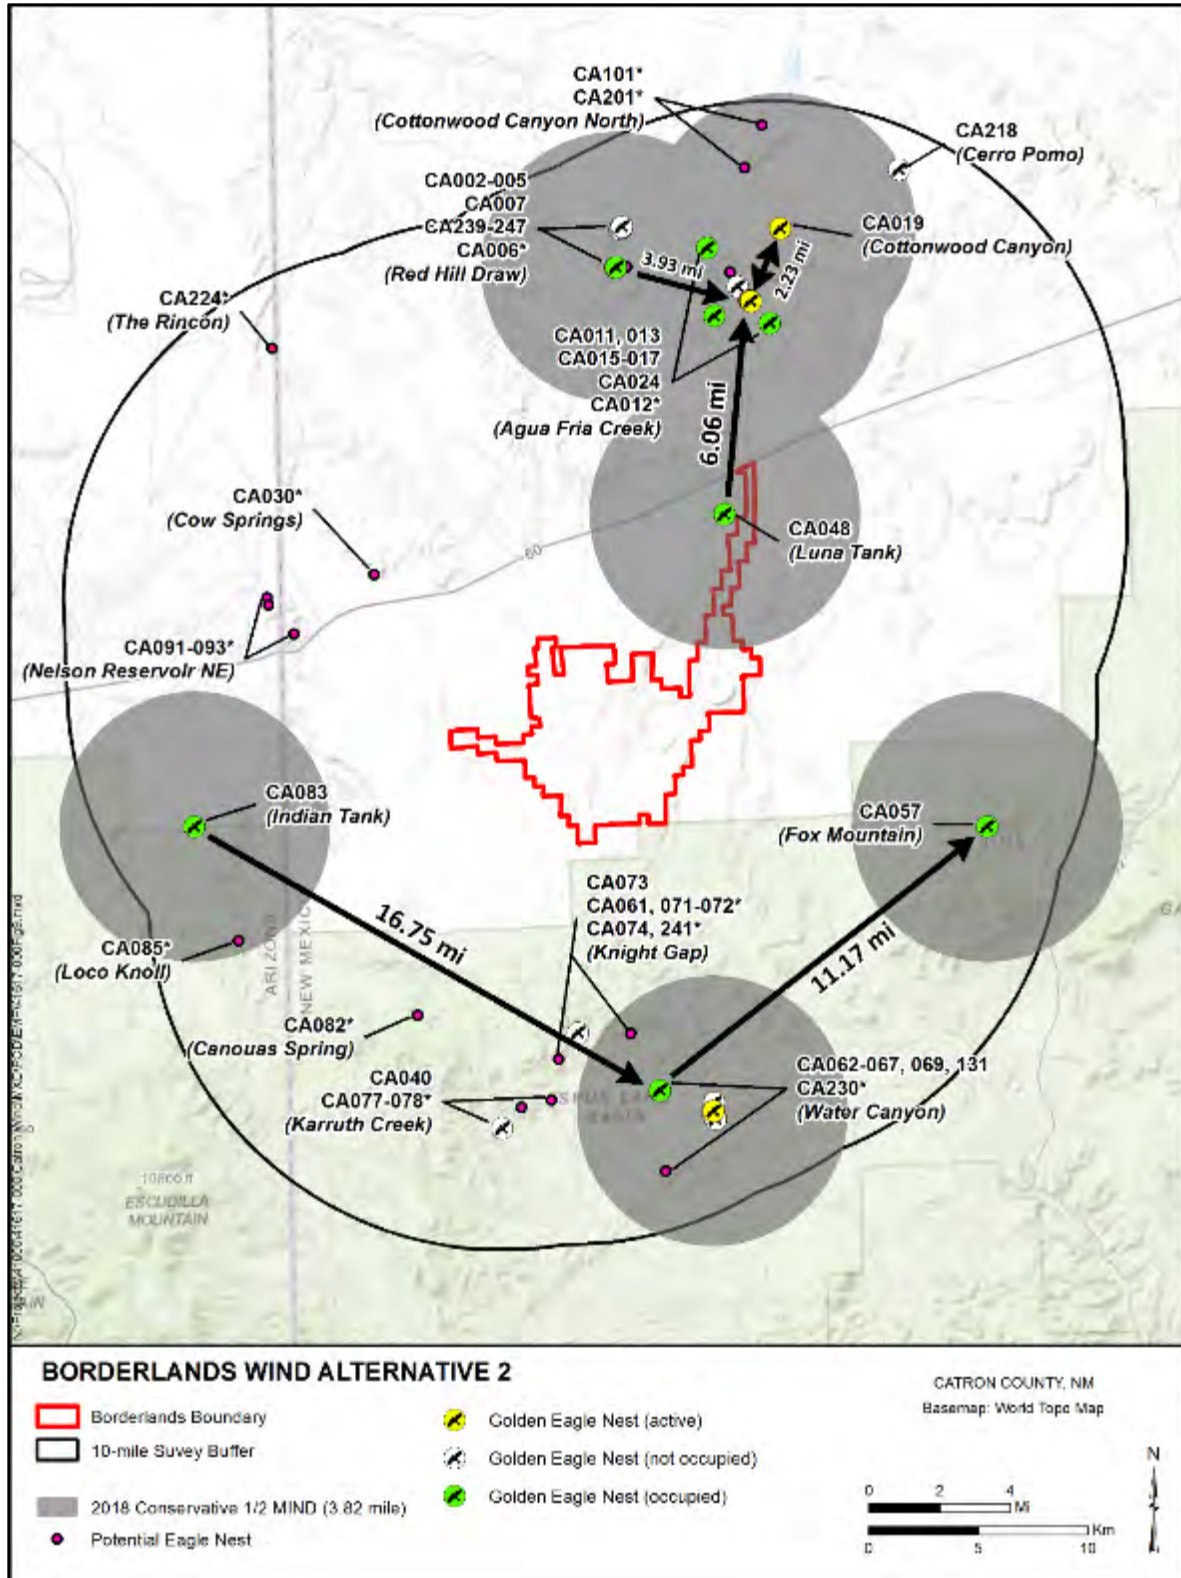 CA101*
CA201*
(Cottonwood Canyon North)
CA218
(Cerro Pomo)
CA002-005
CA007
CA239-247
CA006*
(Red Hill Draw)
CA019
(Cottonwood Canyon)
3.93 mi
2.23 mi
CA224*
(The Rincon)
CA011, 013
CA015-017
CA024
CA012*
(Agua Fria Creek)
6.06 mi
CA030*
(Cow Springs)
60
CA048
(Luna Tank)
CA091-093*
(Nelson Reservoir NE)
CA083
(Indian Tank)
CA057
(Fox Mountain)
16.75 mi
11.17 mi
CA073
CA061, 071-072*
CA074, 241*
(Knight Gap)
CA085*
(Loco Knoll)
ARIZONA
NEW MEXICO
CA082*
(Canouas Spring)
CA040
CA077-078*
(Karruth Creek)
CA062-067, 069, 131
CA230*
(Water Canyon)
ESCUDILLA
MOUNTAIN
BORDERLANDS WIND ALTERNATIVE 2
Borderlands Boundary
10-mile Suvey Buffer
2018 Conservative 1/2 MIND (3.82 mile)
Potential Eagle Nest
Golden Eagle Nest (active)
Golden Eagle Nest (not occupied)
Golden Eagle Nest (occupied)
CATRON COUNTY, NM
Basemap: World Topo Map
N
0 2 4
Mi
Km
0 5 10